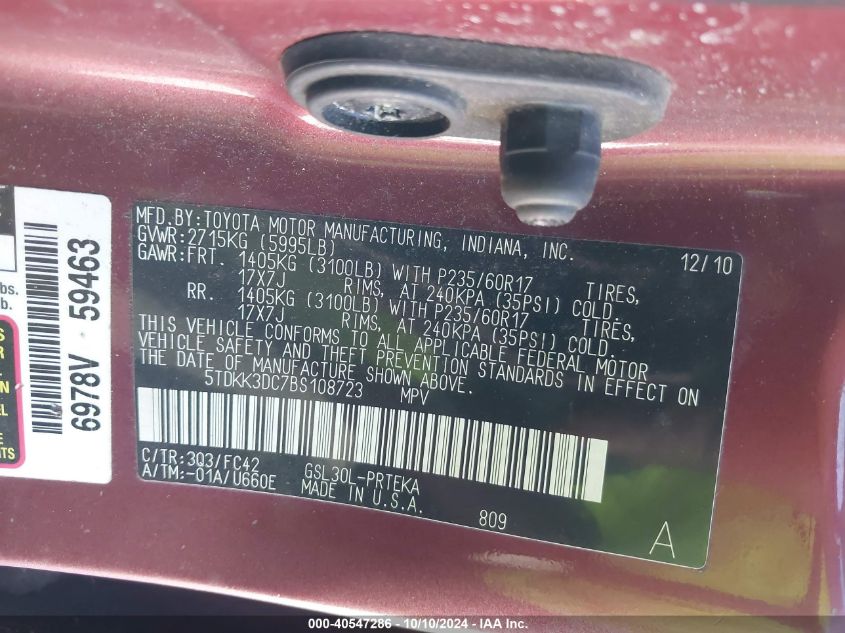 MFD.BY:TOYOTA MOTOR MANUFACTURING, INDIANA, INC.
GVWR:2715KG (5995LB) 12/10
GAWR:FRT. 1405KG (3100LB) WITH P235/60R17 TIRES,
17X7J RIMS, AT 240KPA (35PSI) COLD.
RR. 1405KG (3100LB) WITH P235/60R17 TIRES,
17X7J RIMS, AT 240KPA (35PSI) COLD.
THIS VEHICLE CONFORMS TO ALL APPLICABLE FEDERAL MOTOR
VEHICLE SAFETY AND THEFT PREVENTION STANDARDS IN EFFECT ON
THE DATE OF MANUFACTURE SHOWN ABOVE.
5TDKK3DC7BS108723 MPV
C/TR:3Q3/FC42 GSL30L-PRTEKA
A/TM:-01A/U660E MADE IN U.S.A.
809
A
6978V 59463
bs.
b.
S
R
ON
EL
E
NTS
000-40547286 - 10/10/2024 - IAA Inc.